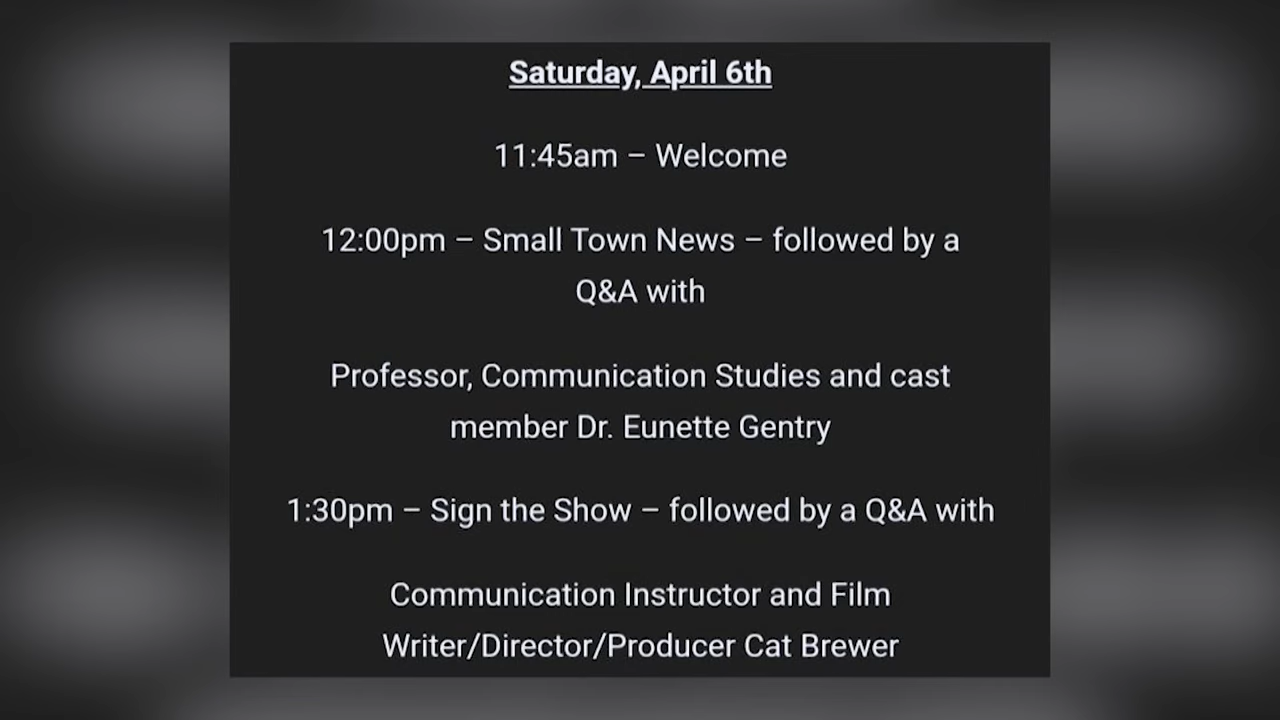 Saturday, April 6th
11:45am – Welcome
12:00pm – Small Town News – followed by a
Q&A with
Professor, Communication Studies and cast
member Dr. Eunette Gentry
1:30pm – Sign the Show – followed by a Q&A with
Communication Instructor and Film
Writer/Director/Producer Cat Brewer